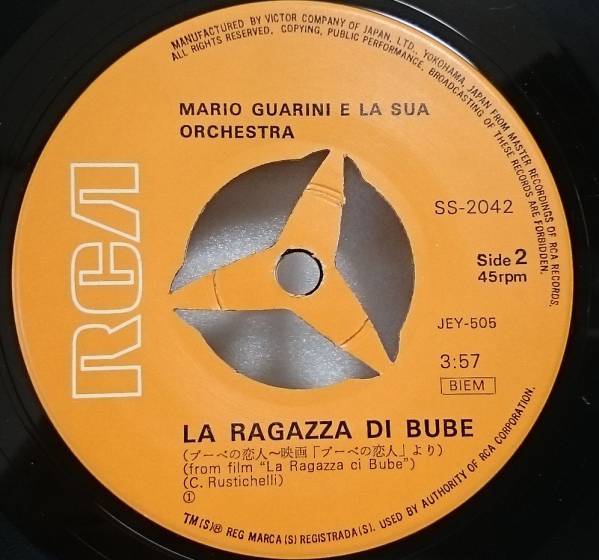 MANUFACTURED BY VICTOR COMPANY OF JAPAN, LTD., YOKOHAMA, JAPAN FROM MASTER RECORDINGS OF RCA RECORDS,
ALL RIGHTS RESERVED. COPYING, PUBLIC PERFORMANCE, BROADCASTING OF THESE RECORDS ARE FORBIDDEN.
MARIO GUARINI E LA SUA
ORCHESTRA
RCA
SS-2042
Side 2
45rpm
JEY-505
3:57
BIEM
LA RAGAZZA DI BUBE
(ブーベの恋人〜映画「ブーベの恋人」より)
(from film "La Ragazza ci Bube")
(C. Rustichelli)
①
TM(S)® REG MARCA(S) REGISTRADA(S). USED BY AUTHORITY OF RCA CORPORATION.